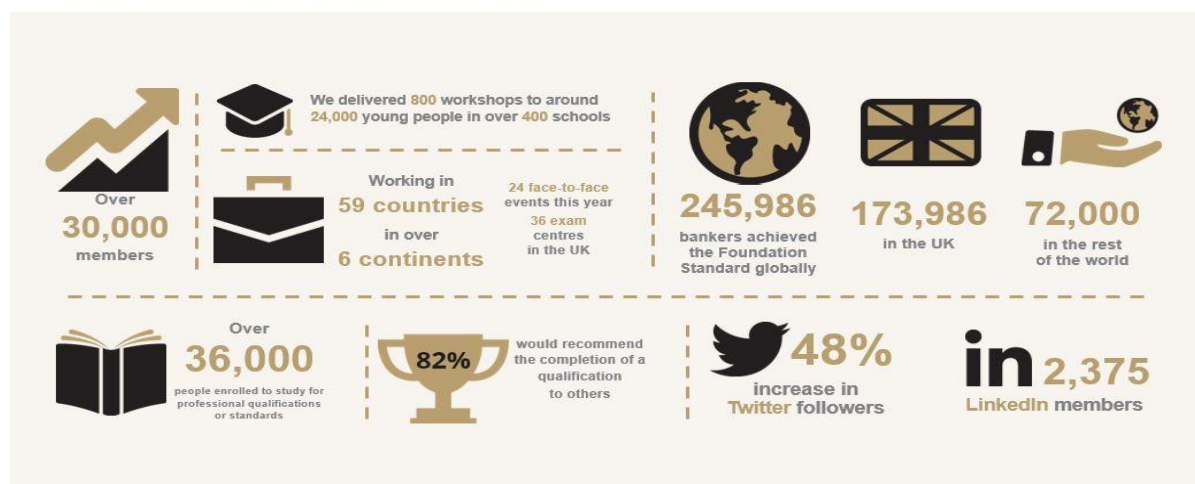 Over
30,000
members
We delivered 800 workshops to around
24,000 young people in over 400 schools
Working in
59 countries
in over
6 continents
24 face-to-face
events this year
36 exam
centres
in the UK
245,986
bankers achieved
the Foundation
Standard globally
173,986
in the UK
72,000
in the rest
of the world
Over
36,000
people enrolled to study for
professional qualifications
or standards
82%
would recommend
the completion of a
qualification
to others
48%
increase in
Twitter followers
in 2,375
LinkedIn members